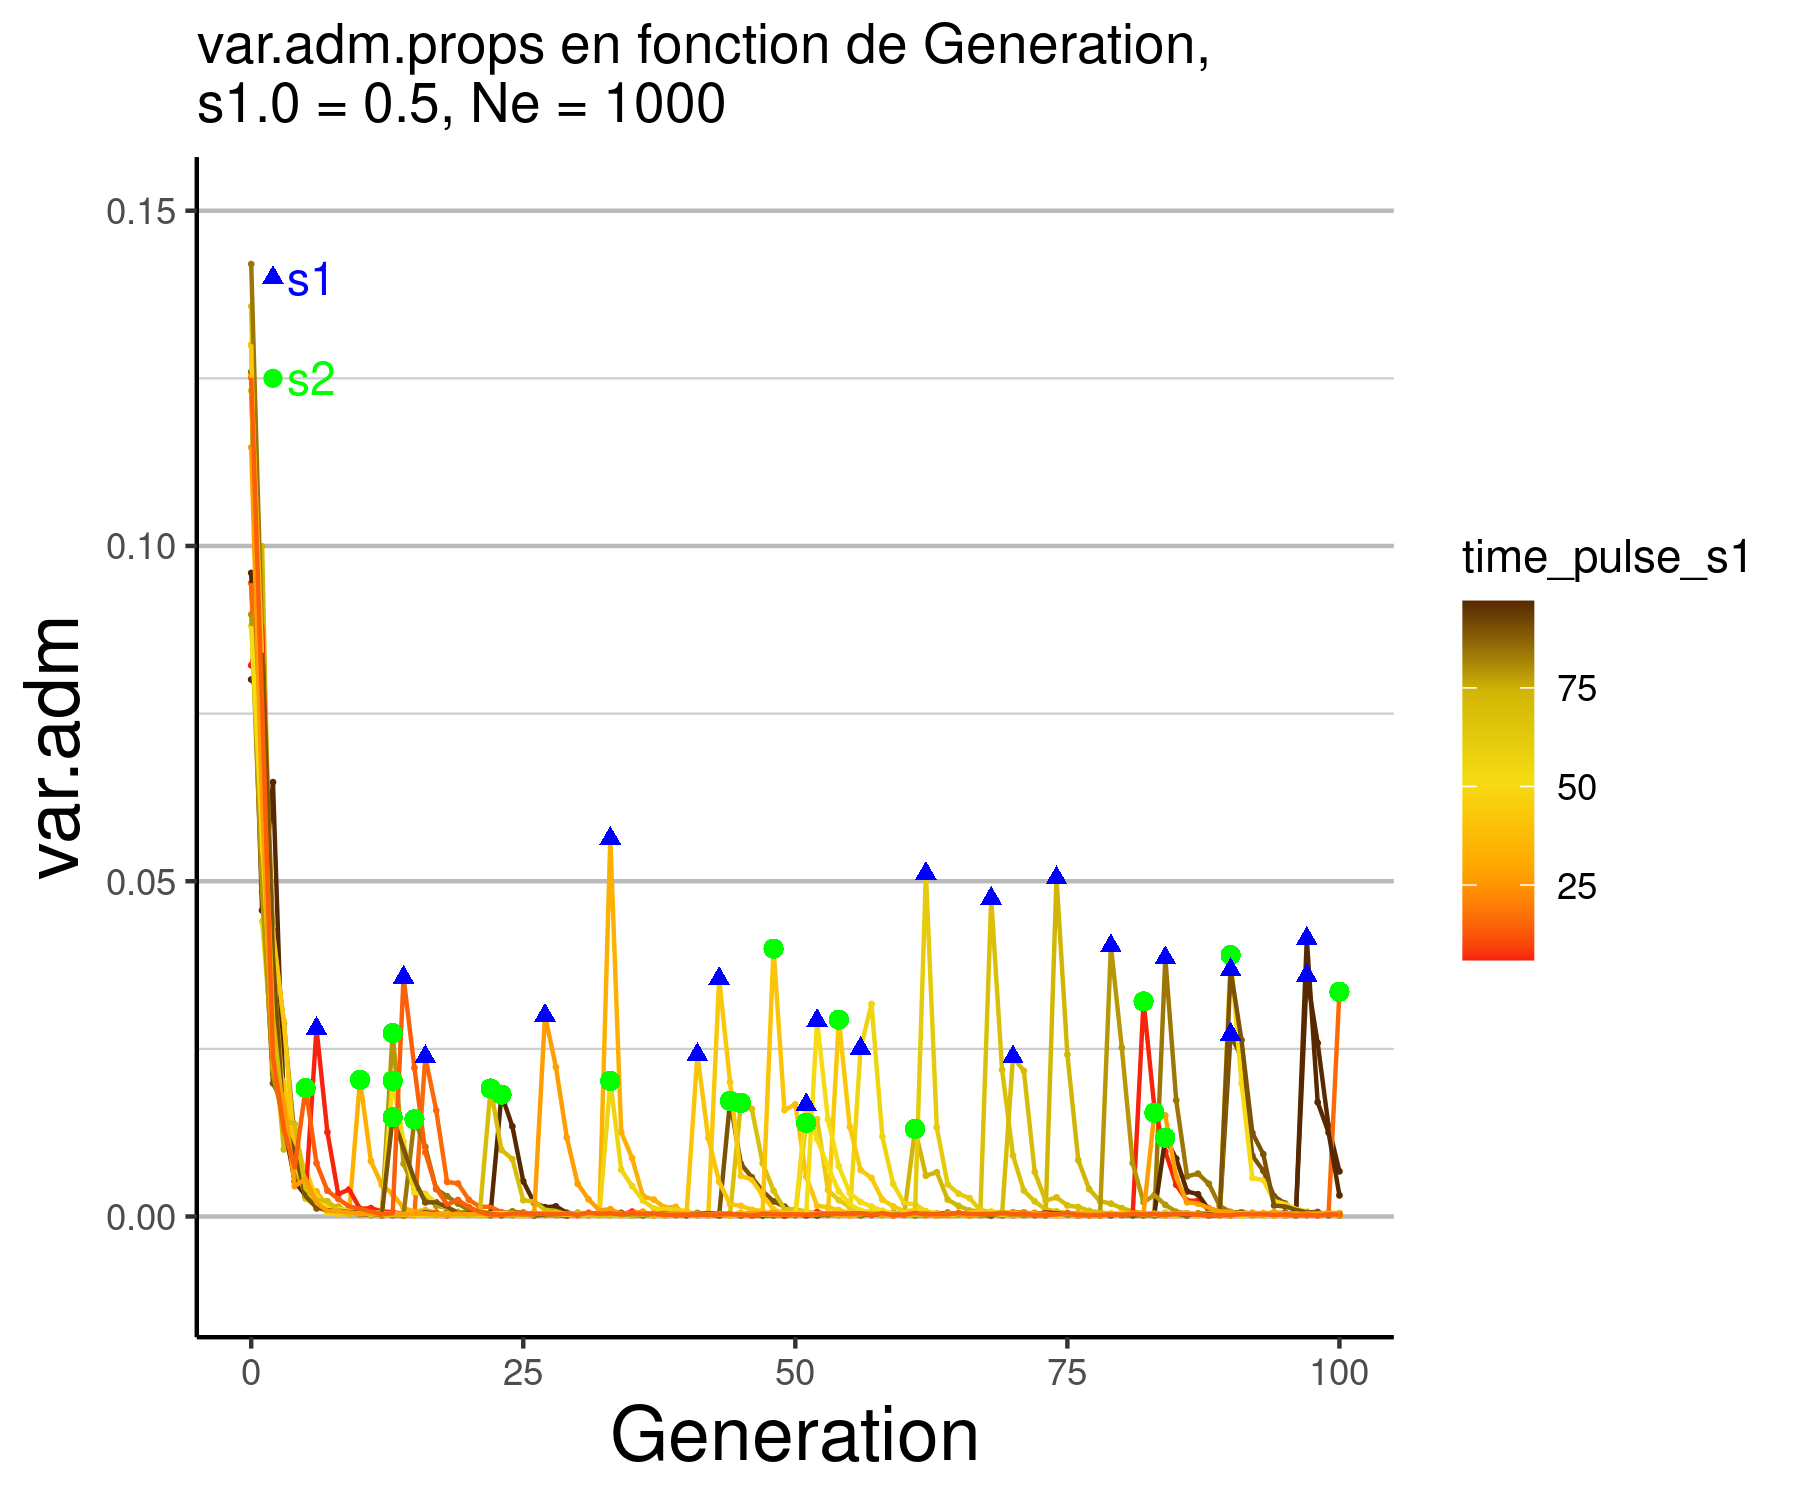 var.adm.props en fonction de Generation,
s1.0 = 0.5, Ne = 1000
0.15
s1
s2
0.10
var.adm
0.05
0.00
0 25 50 75 100
Generation
time_pulse_s1
75
50
25